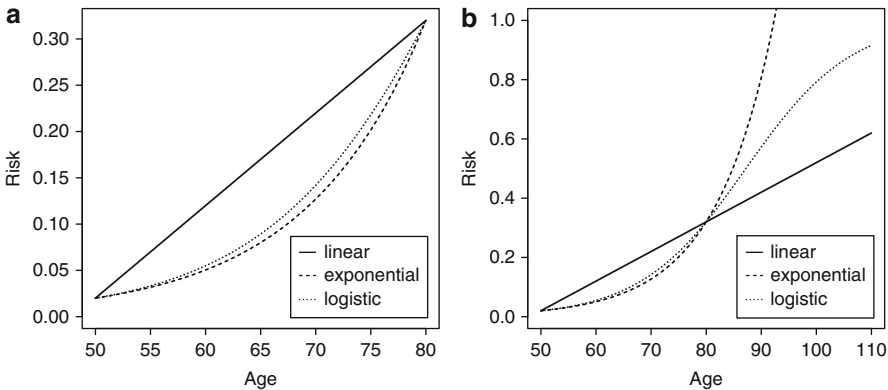 a
0.30
0.25
0.20
0.15
0.10
0.05
0.00
Risk
50 55 60 65 70 75 80
Age
linear
exponential
logistic
b
1.0
0.8
0.6
0.4
0.2
0.0
Risk
50 60 70 80 90 100 110
Age
linear
exponential
logistic